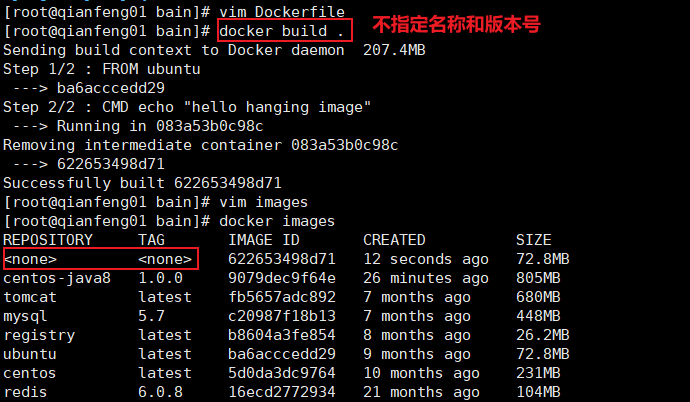 [root@qianfeng01 bain]# vim Dockerfile
[root@qianfeng01 bain]# docker build . 不指定名称和版本号
Sending build context to Docker daemon  207.4MB
Step 1/2 : FROM ubuntu
 ---> ba6acccedd29
Step 2/2 : CMD echo "hello hanging image"
 ---> Running in 083a53b0c98c
Removing intermediate container 083a53b0c98c
 ---> 622653498d71
Successfully built 622653498d71
[root@qianfeng01 bain]# vim images
[root@qianfeng01 bain]# docker images
REPOSITORY     TAG       IMAGE ID       CREATED          SIZE
<none>         <none>    622653498d71   12 seconds ago   72.8MB
centos-java8   1.0.0     9079dec9f64e   26 minutes ago   805MB
tomcat         latest    fb5657adc892   7 months ago     680MB
mysql          5.7       c20987f18b13   7 months ago     448MB
registry       latest    b8604a3fe854   8 months ago     26.2MB
ubuntu         latest    ba6acccedd29   9 months ago     72.8MB
centos         latest    5d0da3dc9764   10 months ago    231MB
redis          6.0.8     16ecd2772934   21 months ago    104MB